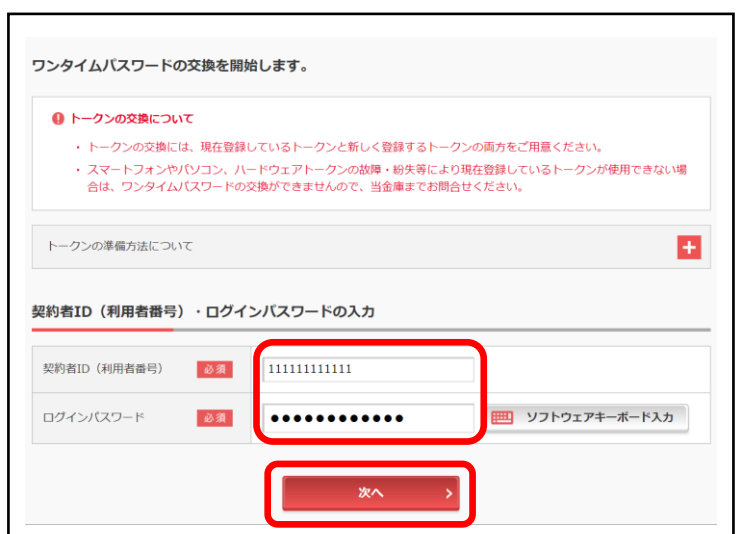 ワンタイムパスワードの交換を開始します。
トークンの交換について
・ トークンの交換には、現在登録しているトークンと新しく登録するトークンの両方をご用意ください。
・ スマートフォンやパソコン、ハードウェアトークンの故障・紛失等により現在登録しているトークンが使用できない場
合は、ワンタイムパスワードの交換ができませんので、当金庫までお問合せください。
トークンの準備方法について
契約者ID(利用者番号)・ログインパスワードの入力
契約者ID(利用者番号) 必須 111111111111
ログインパスワード 必須 ●●●●●●●●●●●● ソフトウェアキーボード入力
次へ